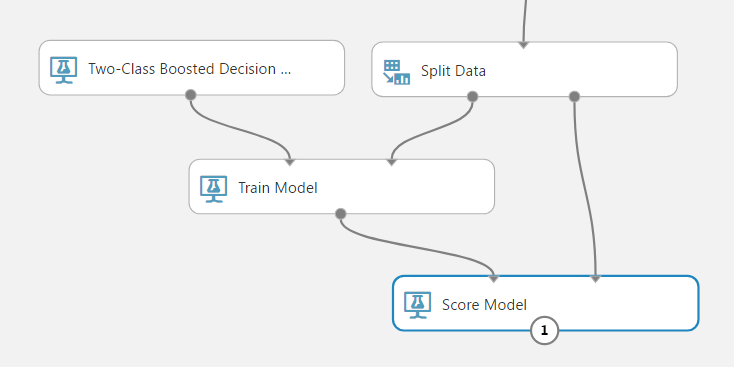 Two-Class Boosted Decision ...
Split Data
Train Model
Score Model
1